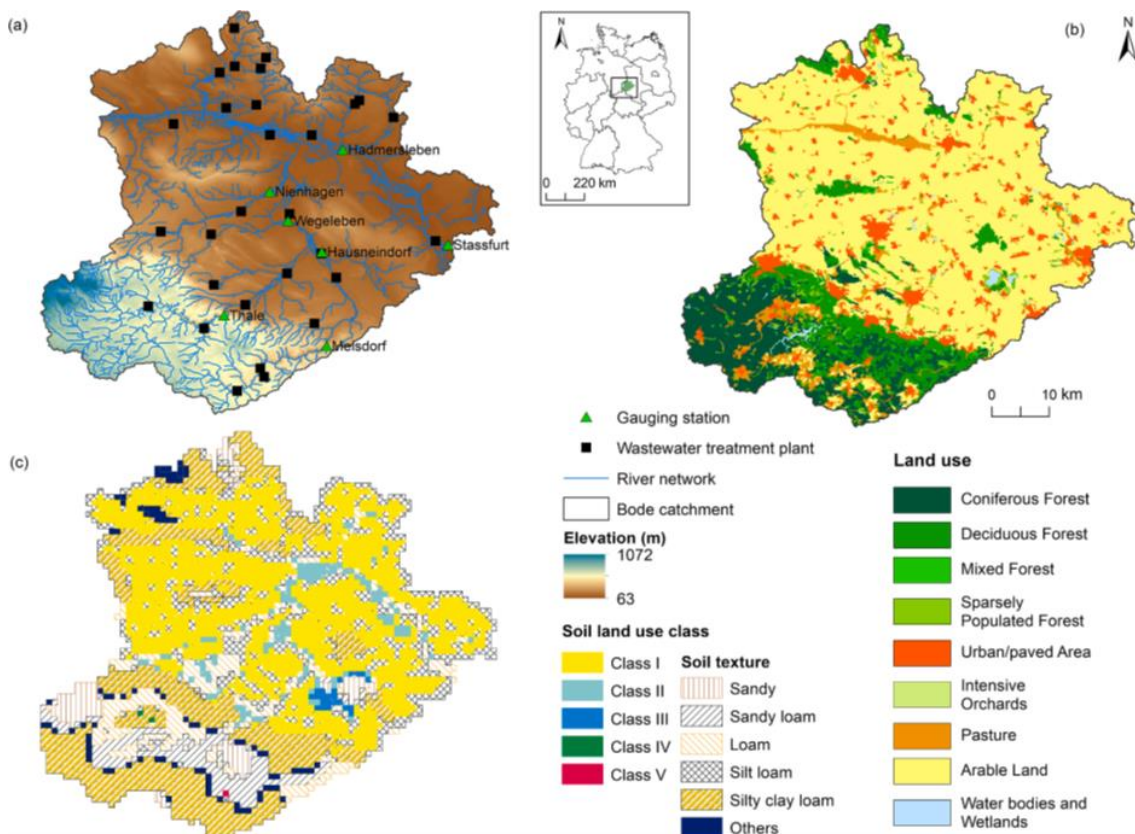 (a)
Hadmersleben
Nienhagen
Wegeleben
Hausneindorf
Stassfurt
Thale
Meisdorf
N
0 220 km
(b)
N
0 10 km
Gauging station
Wastewater treatment plant
River network
Bode catchment
Elevation (m)
1072
63
(c)
Soil land use class
Class I
Class II
Class III
Class IV
Class V
Soil texture
Sandy
Sandy loam
Loam
Silt loam
Silty clay loam
Others
Land use
Coniferous Forest
Deciduous Forest
Mixed Forest
Sparsely
Populated Forest
Urban/paved Area
Intensive
Orchards
Pasture
Arable Land
Water bodies and
Wetlands